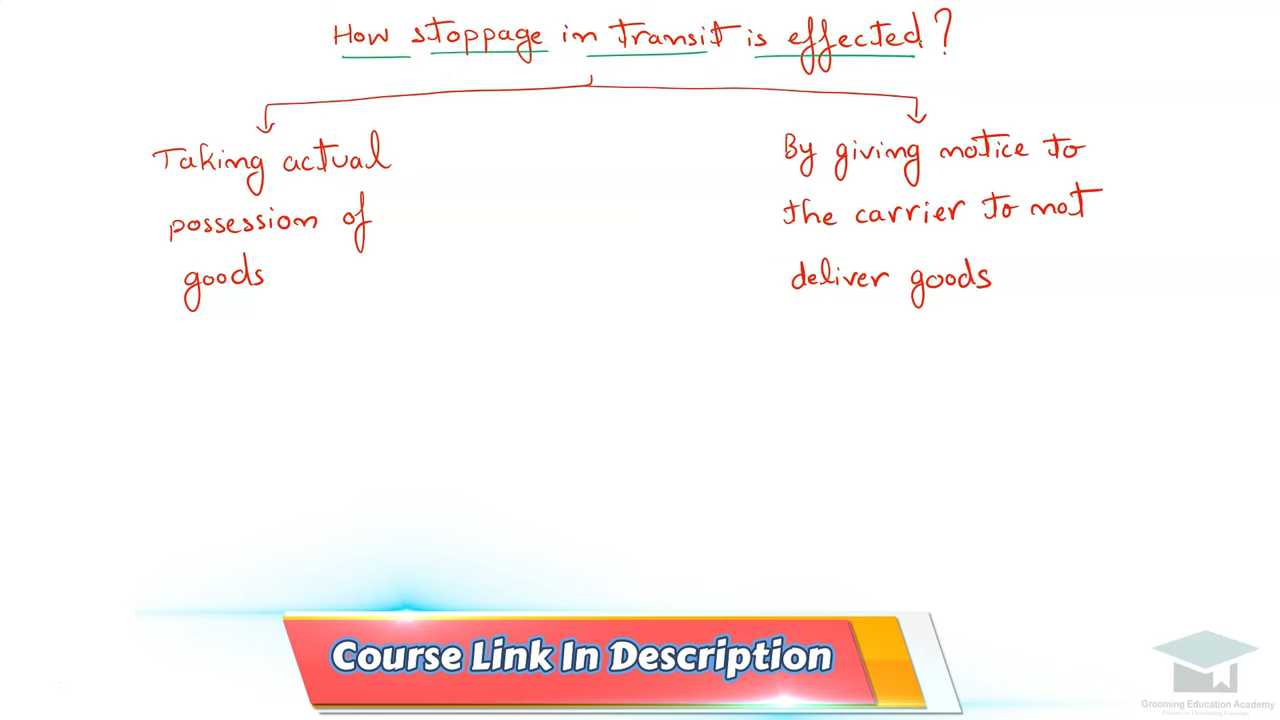 How stoppage in transit is effected?
Taking actual
possession of
goods
By giving notice to
the carrier to not
deliver goods
Course Link In Description
Grooming Education Academy